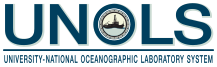 UNOLS
UNIVERSITY-NATIONAL OCEANOGRAPHIC LABORATORY SYSTEM